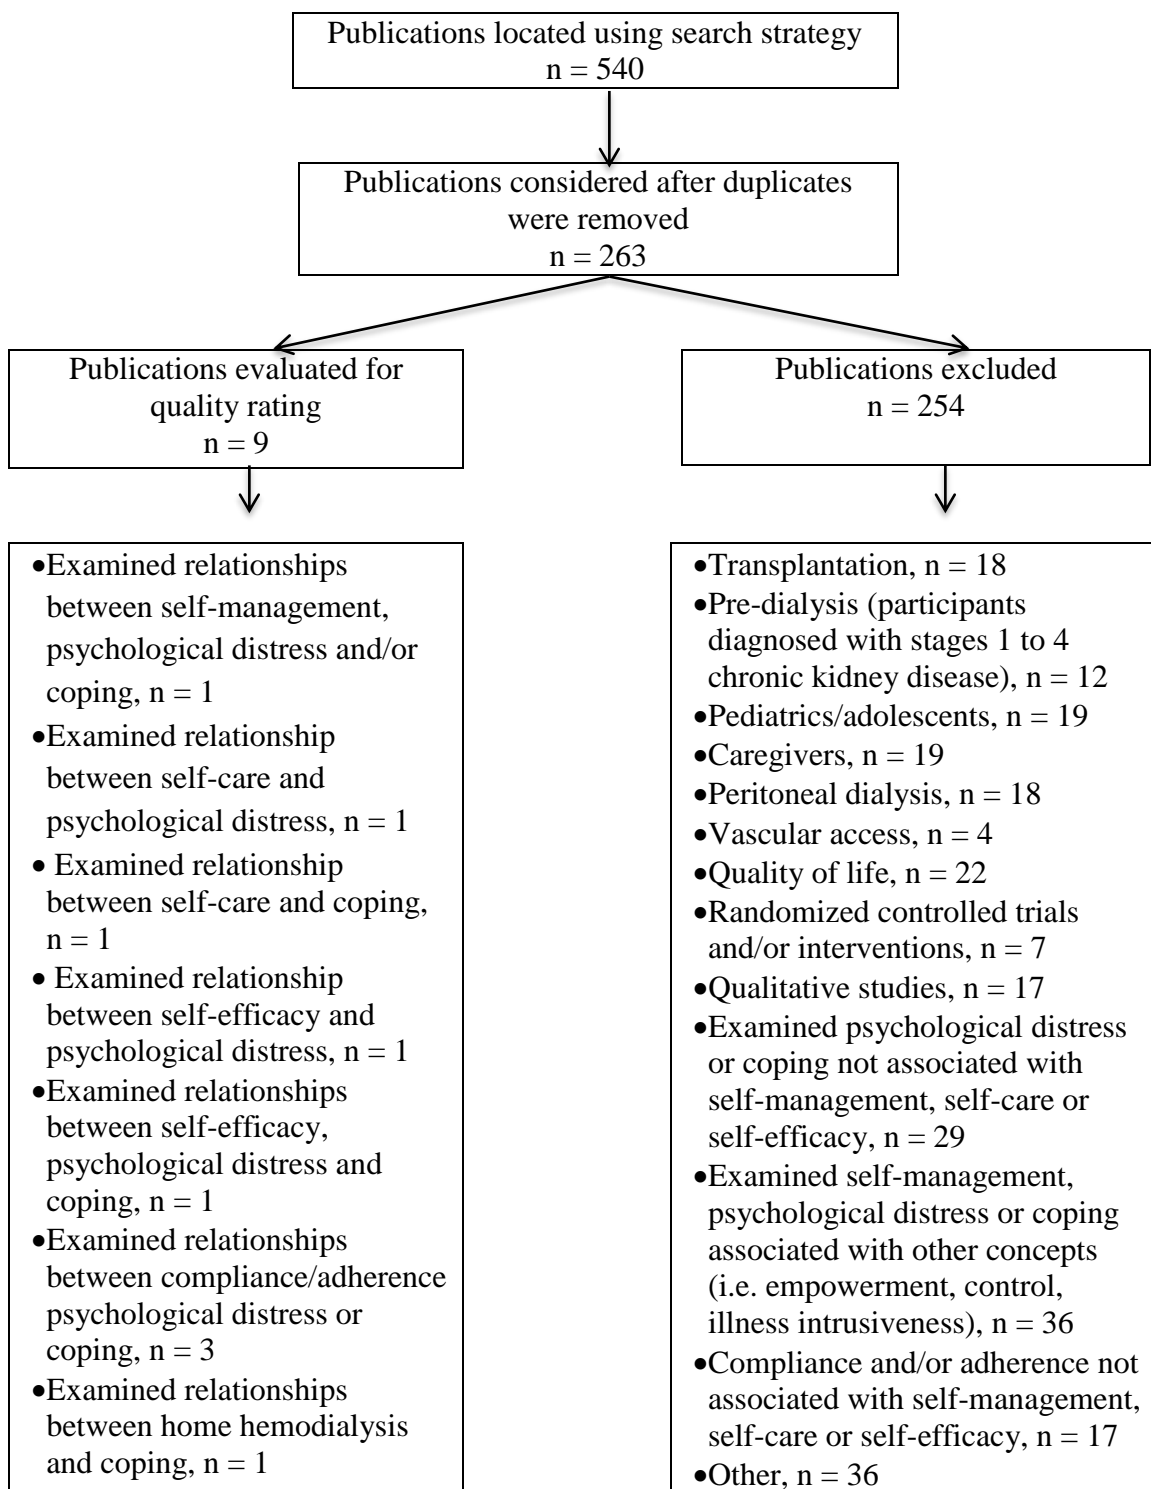 Publications located using search strategy
n = 540
Publications considered after duplicates
were removed
n = 263
Publications evaluated for
quality rating
n = 9
Publications excluded
n = 254
•Examined relationships
between self-management,
psychological distress and/or
coping, n = 1
•Examined relationship
between self-care and
psychological distress, n = 1
• Examined relationship
between self-care and coping,
n = 1
• Examined relationship
between self-efficacy and
psychological distress, n = 1
•Examined relationships
between self-efficacy,
psychological distress and
coping, n = 1
•Examined relationships
between compliance/adherence
psychological distress or
coping, n = 3
•Examined relationships
between home hemodialysis
and coping, n = 1
•Transplantation, n = 18
•Pre-dialysis (participants
diagnosed with stages 1 to 4
chronic kidney disease), n = 12
•Pediatrics/adolescents, n = 19
•Caregivers, n = 19
•Peritoneal dialysis, n = 18
•Vascular access, n = 4
•Quality of life, n = 22
•Randomized controlled trials
and/or interventions, n = 7
•Qualitative studies, n = 17
•Examined psychological distress
or coping not associated with
self-management, self-care or
self-efficacy, n = 29
•Examined self-management,
psychological distress or coping
associated with other concepts
(i.e. empowerment, control,
illness intrusiveness), n = 36
•Compliance and/or adherence not
associated with self-management,
self-care or self-efficacy, n = 17
•Other, n = 36